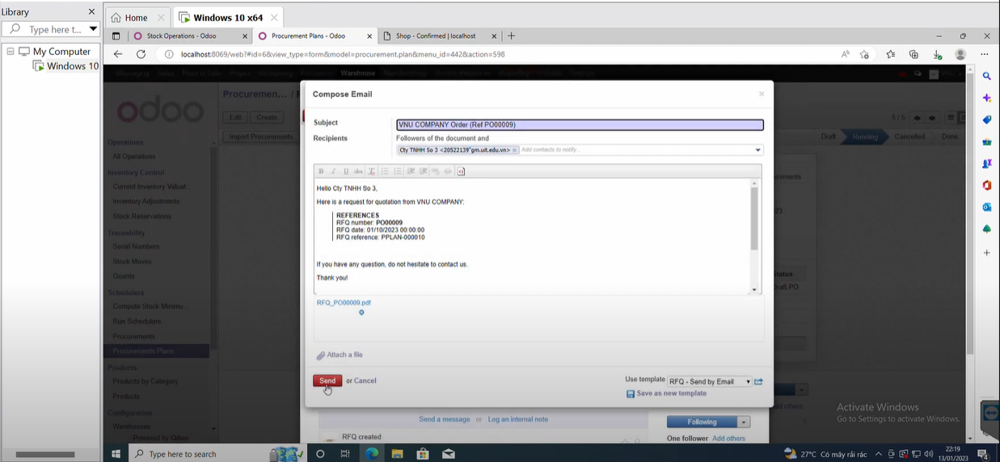 Library
Type here t...
My Computer
Windows 10
Home
Windows 10 x64
Stock Operations - Odoo
Procurement Plans - Odoo
Shop - Confirmed | localhost
localhost:8069/web?#id=6&view_type=form&model=procurement.plan&menu_id=442&action=598
Warehouse
odoo
Procuremen... /
Edit
Create
Import Procurements
5 / 5
Draft
Running
Cancelled
Done
Operations
All Operations
Inventory Control
Current Inventory Valuat
Inventory Adjustments
Stock Reservations
Traceability
Serial Numbers
Stock Moves
Quants
Schedulers
Compute Stock Minimu...
Run Schedulers
Procurements
Procurements Plans
Products
Products by Category
Products
Configuration
Warehouses
Powered by Odoo
Compose Email
Subject
VNU COMPANY Order (Ref PO00009)
Recipients
Followers of the document and
Cty TNHH So 3 <20522139"gm.uit.edu.vn>
Add contacts to notify...
Hello Cty TNHH So 3,
Here is a request for quotation from VNU COMPANY:
REFERENCES
RFQ number: PO00009
RFQ date: 01/10/2023 00:00:00
RFQ reference: PPLAN-000010
If you have any question, do not hesitate to contact us.
Thank you!
RFQ_PO00009.pdf
Attach a file
Send
or Cancel
Use template
RFQ - Send by Email
Save as new template
Send a message or Log an internal note
Following
RFQ created
One follower Add others
Activate Windows
Go to Settings to activate Windows.
Type here to search
27°C Có mây rải rác
22:19
13/01/2023